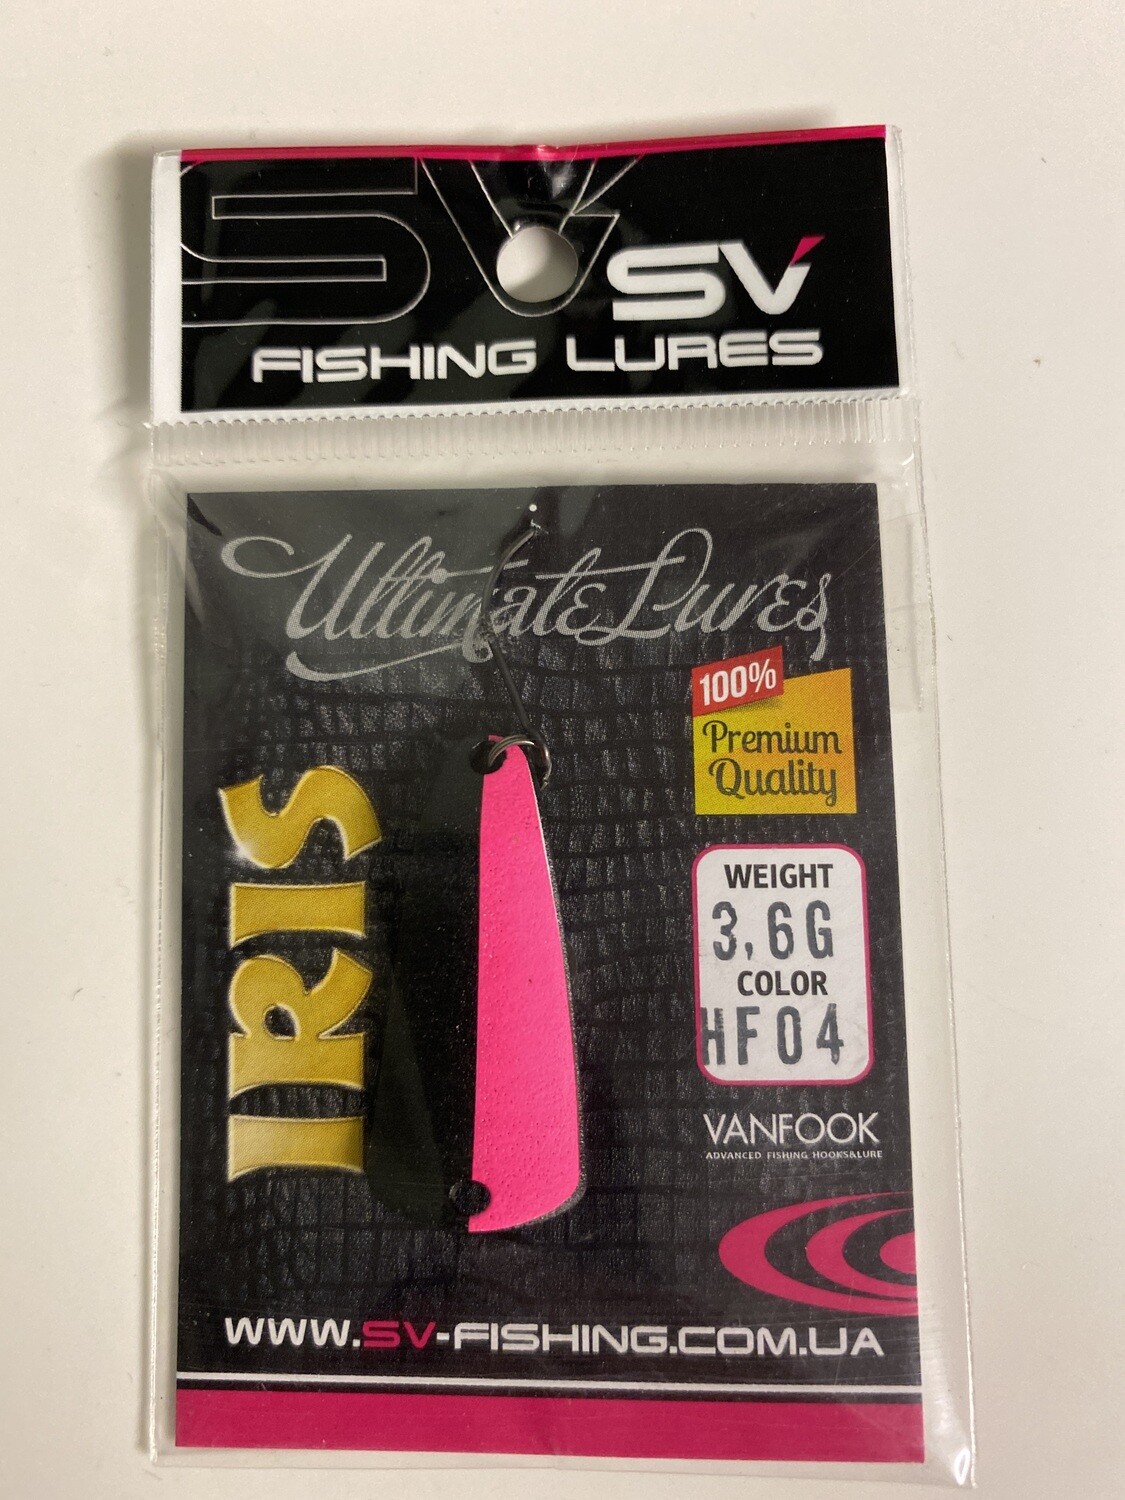 SV
SV
FISHING LURES
Ultimate Lures
100%
Premium
Quality
IRIS
WEIGHT
3,6G
COLOR
HF04
VANFOOK
ADVANCED FISHING HOOKS&LURE
WWW.SV-FISHING.COM.UA